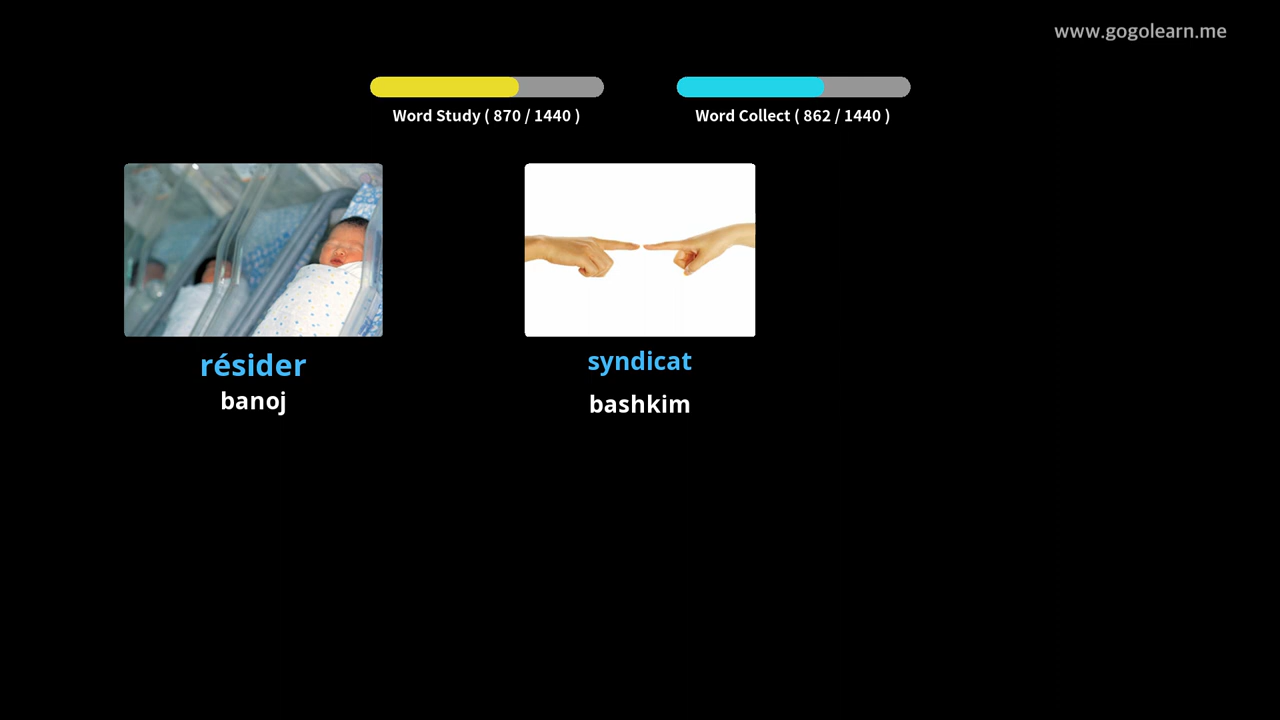 www.gogolearn.me
Word Study ( 870 / 1440 )
Word Collect ( 862 / 1440 )
résider
banoj
syndicat
bashkim